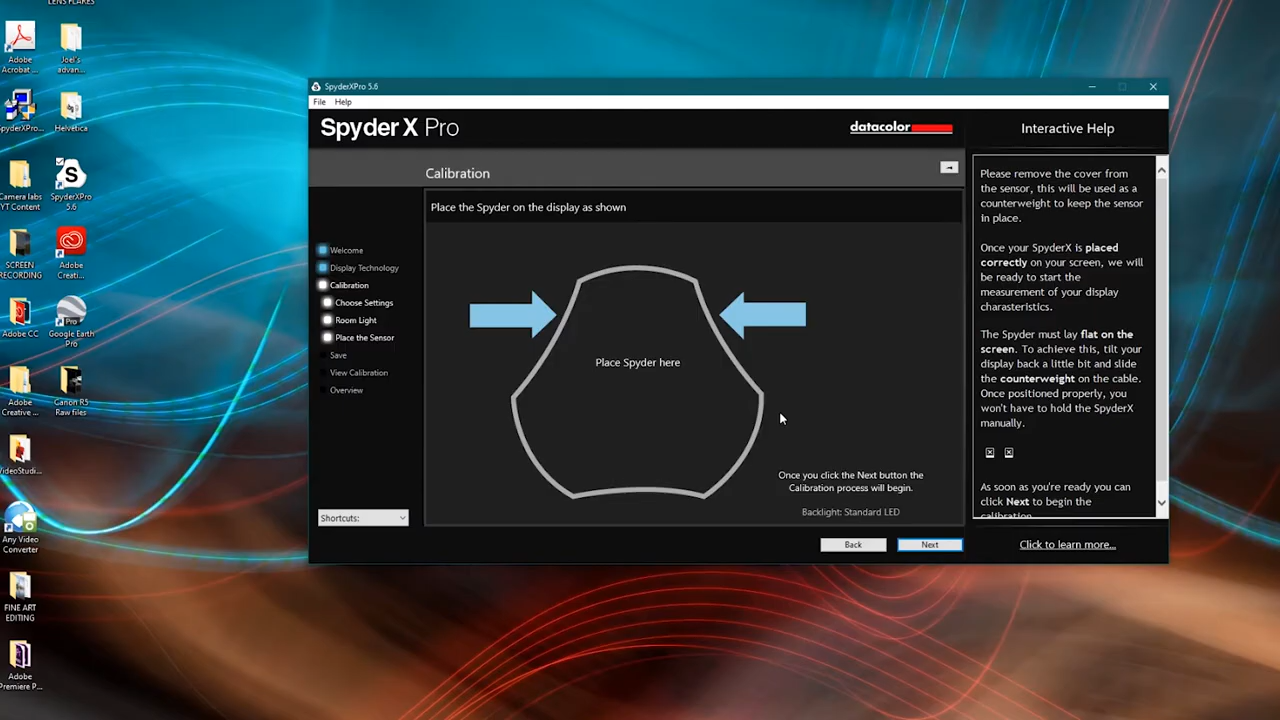 LENS FLARES
Adobe
Acrobat ...
Joel's
advan...
SpyderXPro...
Helvetica
Camera labs
YT Content
SpyderXPro
5.6
SCREEN
RECORDING
Adobe
Creati...
Adobe CC
Pro
Google Earth
Pro
Adobe
Creative ...
Canon R5
Raw files
VideoStudi...
Any Video
Converter
FINE ART
EDITING
Adobe
Premiere P...
SpyderXPro 5.6
File Help
Spyder X Pro
datacolor
Interactive Help
Calibration
Place the Spyder on the display as shown
Welcome
Display Technology
Calibration
Choose Settings
Room Light
Place the Sensor
Save
View Calibration
Overview
Shortcuts:
Place Spyder here
Once you click the Next button the
Calibration process will begin.
Backlight: Standard LED
Back
Next
Please remove the cover from
the sensor, this will be used as a
counterweight to keep the sensor
in place.
Once your SpyderX is placed
correctly on your screen, we will
be ready to start the
measurement of your display
charasteristics.
The Spyder must lay flat on the
screen. To achieve this, tilt your
display back a little bit and slide
the counterweight on the cable.
Once positioned properly, you
won't have to hold the SpyderX
manually.
As soon as you're ready you can
click Next to begin the
calibration
Click to learn more...